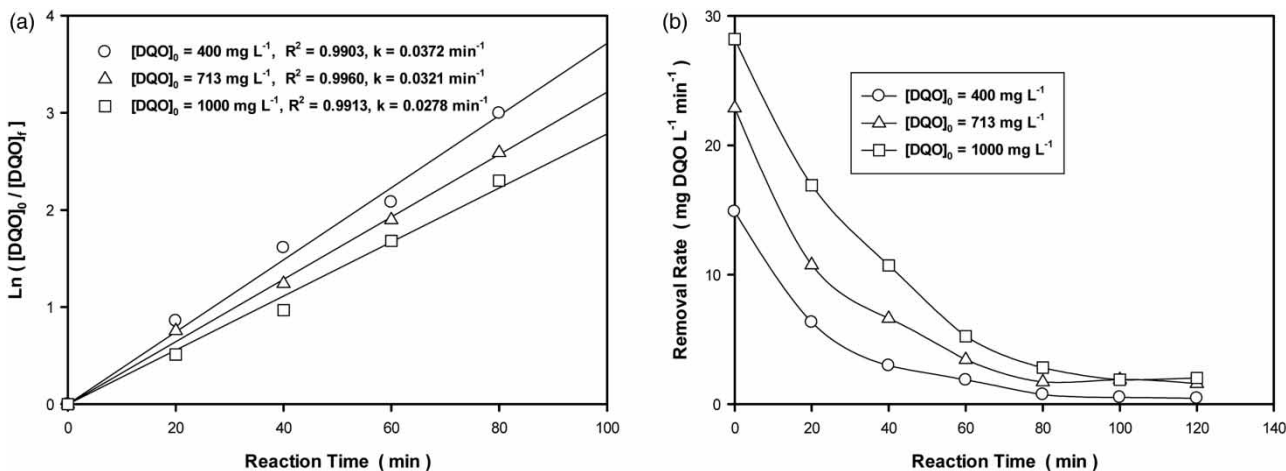 (a)
4
3
2
1
0
0 20 40 60 80 100
Ln ( [DQO]₀ / [DQO]f )
Reaction Time ( min )
[DQO]₀ = 400 mg L⁻¹, R² = 0.9903, k = 0.0372 min⁻¹
[DQO]₀ = 713 mg L⁻¹, R² = 0.9960, k = 0.0321 min⁻¹
[DQO]₀ = 1000 mg L⁻¹, R² = 0.9913, k = 0.0278 min⁻¹
(b)
30
20
10
0
0 20 40 60 80 100 120 140
Removal Rate ( mg DQO L⁻¹ min⁻¹ )
Reaction Time ( min )
[DQO]₀ = 400 mg L⁻¹
[DQO]₀ = 713 mg L⁻¹
[DQO]₀ = 1000 mg L⁻¹